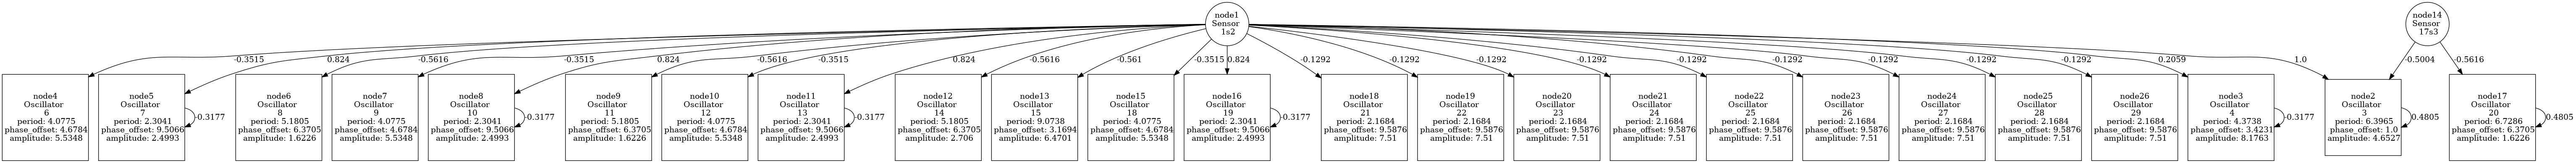 node1
Sensor
1s2
node14
Sensor
17s3
-0.3515
0.824
-0.5616
-0.3515
0.824
-0.5616
-0.3515
0.824
-0.5616
-0.561
-0.3515
0.824
-0.1292
-0.1292
-0.1292
-0.1292
-0.1292
-0.1292
-0.1292
-0.1292
-0.1292
0.2059
1.0
-0.5004
-0.5616
node4
Oscillator
6
period: 4.0775
phase_offset: 4.6784
amplitude: 5.5348
node5
Oscillator
7
period: 2.3041
phase_offset: 9.5066
amplitude: 2.4993
-0.3177
node6
Oscillator
8
period: 5.1805
phase_offset: 6.3705
amplitude: 1.6226
node7
Oscillator
9
period: 4.0775
phase_offset: 4.6784
amplitude: 5.5348
node8
Oscillator
10
period: 2.3041
phase_offset: 9.5066
amplitude: 2.4993
-0.3177
node9
Oscillator
11
period: 5.1805
phase_offset: 6.3705
amplitude: 1.6226
node10
Oscillator
12
period: 4.0775
phase_offset: 4.6784
amplitude: 5.5348
node11
Oscillator
13
period: 2.3041
phase_offset: 9.5066
amplitude: 2.4993
-0.3177
node12
Oscillator
14
period: 5.1805
phase_offset: 6.3705
amplitude: 2.706
node13
Oscillator
15
period: 9.0738
phase_offset: 3.1694
amplitude: 6.4701
node15
Oscillator
18
period: 4.0775
phase_offset: 4.6784
amplitude: 5.5348
node16
Oscillator
19
period: 2.3041
phase_offset: 9.5066
amplitude: 2.4993
-0.3177
node18
Oscillator
21
period: 2.1684
phase_offset: 9.5876
amplitude: 7.51
node19
Oscillator
22
period: 2.1684
phase_offset: 9.5876
amplitude: 7.51
node20
Oscillator
23
period: 2.1684
phase_offset: 9.5876
amplitude: 7.51
node21
Oscillator
24
period: 2.1684
phase_offset: 9.5876
amplitude: 7.51
node22
Oscillator
25
period: 2.1684
phase_offset: 9.5876
amplitude: 7.51
node23
Oscillator
26
period: 2.1684
phase_offset: 9.5876
amplitude: 7.51
node24
Oscillator
27
period: 2.1684
phase_offset: 9.5876
amplitude: 7.51
node25
Oscillator
28
period: 2.1684
phase_offset: 9.5876
amplitude: 7.51
node26
Oscillator
29
period: 2.1684
phase_offset: 9.5876
amplitude: 7.51
node3
Oscillator
4
period: 4.3738
phase_offset: 3.4231
amplitude: 8.1763
-0.3177
node2
Oscillator
3
period: 6.3965
phase_offset: 1.0
amplitude: 4.6527
0.4805
node17
Oscillator
20
period: 6.7286
phase_offset: 6.3705
amplitude: 1.6226
0.4805